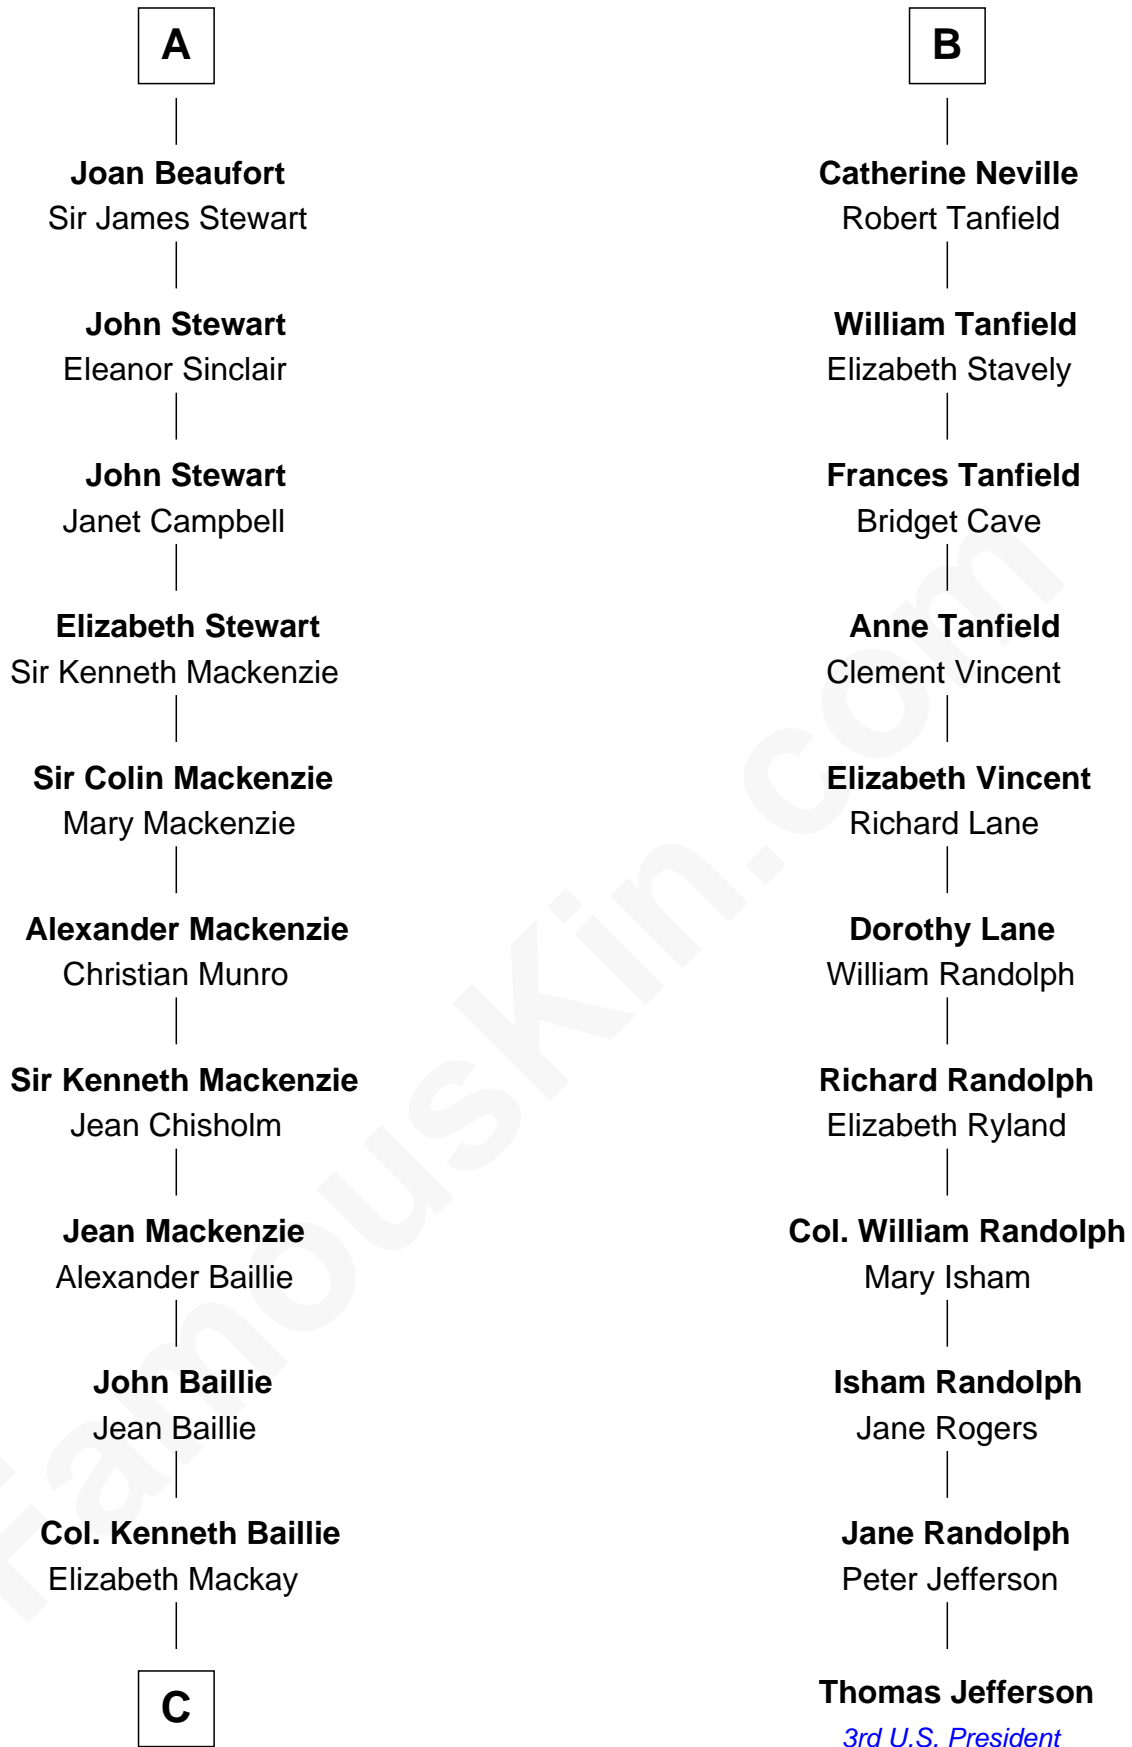 A
Joan Beaufort
Sir James Stewart
John Stewart
Eleanor Sinclair
John Stewart
Janet Campbell
Elizabeth Stewart
Sir Kenneth Mackenzie
Sir Colin Mackenzie
Mary Mackenzie
Alexander Mackenzie
Christian Munro
Sir Kenneth Mackenzie
Jean Chisholm
Jean Mackenzie
Alexander Baillie
John Baillie
Jean Baillie
Col. Kenneth Baillie
Elizabeth Mackay
C
B
Catherine Neville
Robert Tanfield
William Tanfield
Elizabeth Stavely
Frances Tanfield
Bridget Cave
Anne Tanfield
Clement Vincent
Elizabeth Vincent
Richard Lane
Dorothy Lane
William Randolph
Richard Randolph
Elizabeth Ryland
Col. William Randolph
Mary Isham
Isham Randolph
Jane Rogers
Jane Randolph
Peter Jefferson
Thomas Jefferson
3rd U.S. President
FamousKin.com